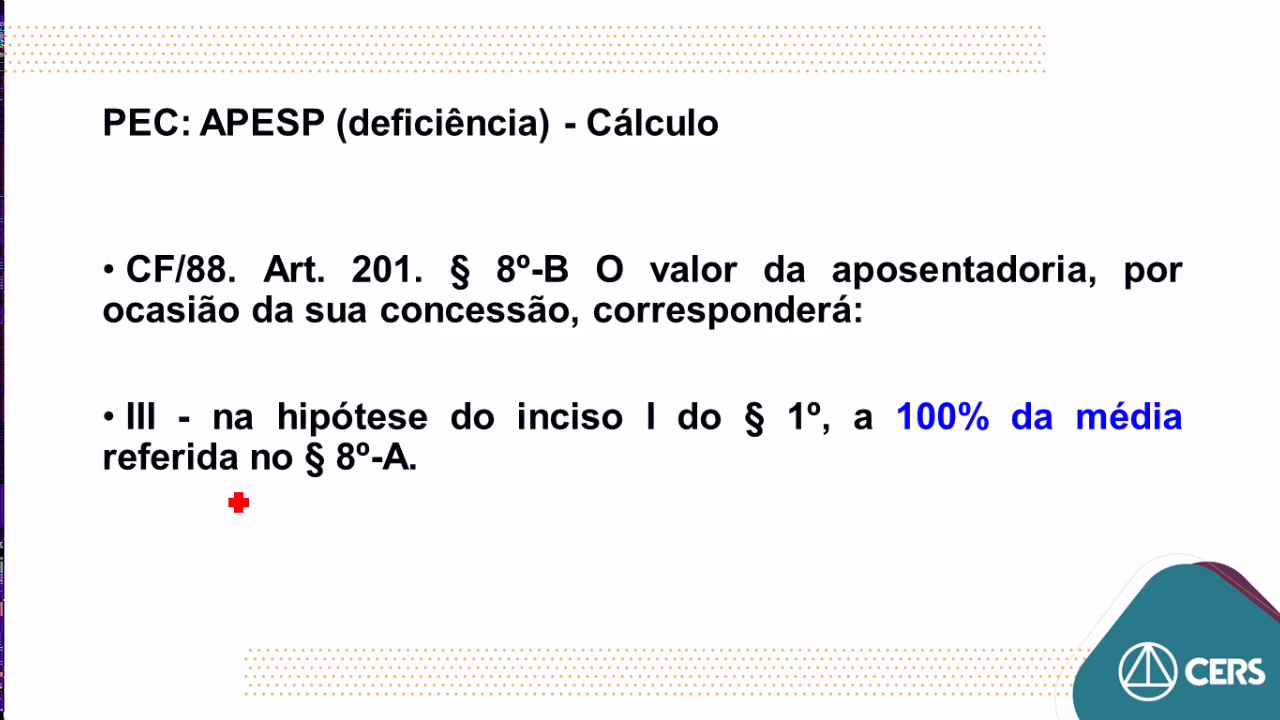 PEC: APESP (deficiência) - Cálculo
• CF/88. Art. 201. § 8º-B O valor da aposentadoria, por
ocasião da sua concessão, corresponderá:
• III - na hipótese do inciso I do § 1º, a 100% da média
referida no § 8º-A.
CERS